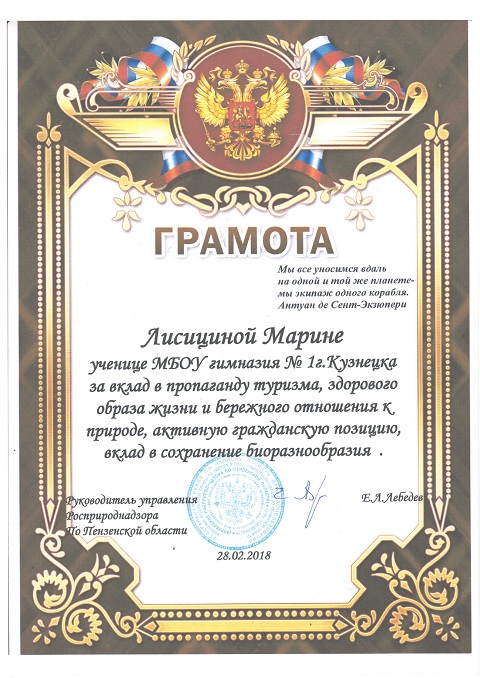 ГРАМОТА
Мы все уносимся вдаль
на одной и той же планете-
мы экипаж одного корабля.
Антуан де Сент-Экзюпери
Лисициной Марине
ученице МБОУ гимназия № 1г.Кузнецка
за вклад в пропаганду туризма, здорового
образа жизни и бережного отношения к
природе, активную гражданскую позицию,
вклад в сохранение биоразнообразия .
Руководитель управления
Росприроднадзора
По Пензенской области
Е.Л.Лебедев
28.02.2018